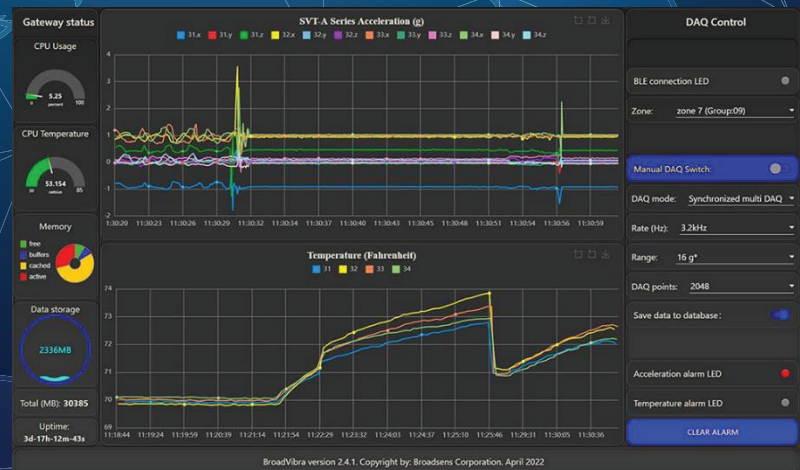 Gateway status
CPU Usage
5.25
0 percent 100
CPU Temperature
53.154
30 celsius 85
Memory
free
buffers
cached
active
Data storage
2336MB
Total (MB): 30385
Uptime:
3d-17h-12m-43s
SVT-A Series Acceleration (g)
31.x 31.y 31.z 32.x 32.y 32.z 33.x 33.y 33.z 34.x 34.y 34.z
4
3
2
1
0
-1
-2
1:30:20 11:30:23 11:30:26 11:30:29 11:30:32 11:30:34 11:30:37 11:30:40 11:30:43 11:30:45 11:30:48 11:30:51 11:30:54 11:30:56 11:30:59
Temperature (Fahrenheit)
31 32 33 34
74
73
72
71
70
69
11:18:44 11:19:24 11:19:59 11:20:39 11:21:14 11:21:54 11:22:29 11:23:32 11:24:03 11:24:37 11:25:10 11:25:46 11:29:31 11:30:05 11:30:36
DAQ Control
BLE connection LED
Zone: zone 7 (Group:09)
Manual DAQ Switch:
DAQ mode: Synchronized multi DAQ
Rate (Hz): 3.2kHz
Range: 16 g*
DAQ points: 2048
Save data to database:
Acceleration alarm LED
Temperature alarm LED
CLEAR ALARM
BroadVibra version 2.4.1. Copyright by: Broadsens Corporation. April 2022